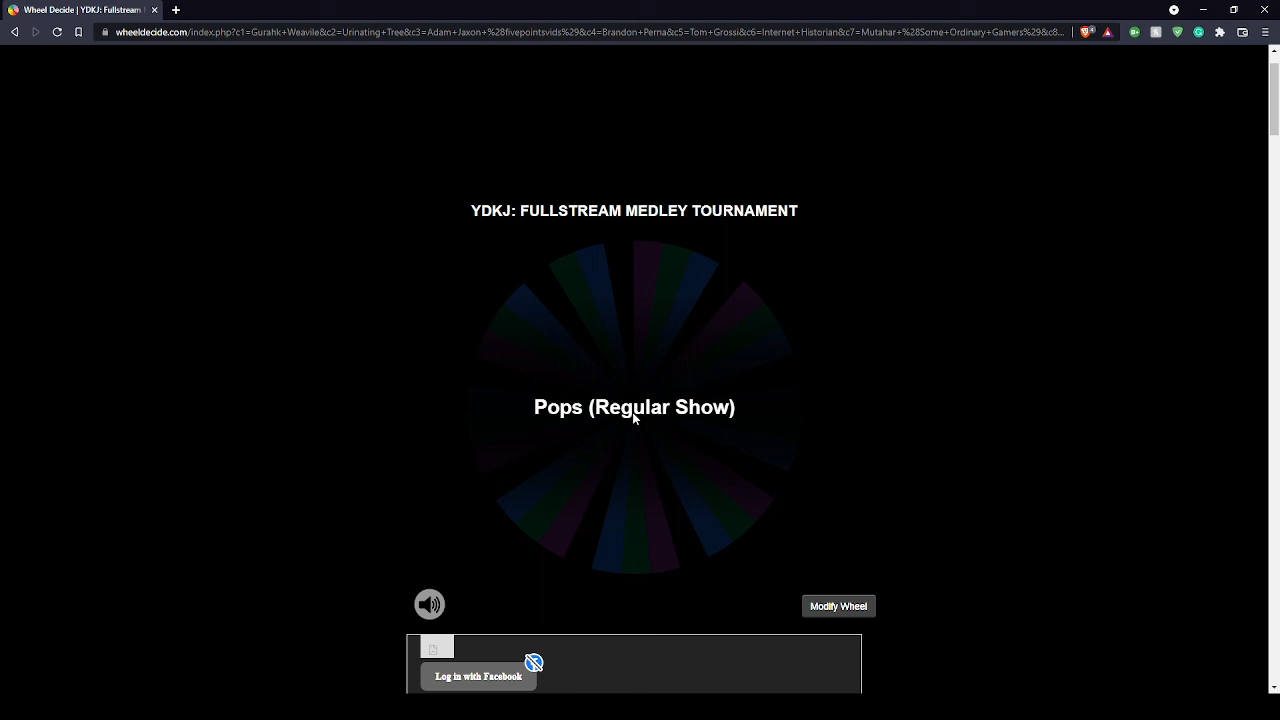 Wheel Decide | YDKJ: Fullstream
wheeldecide.com/index.php?c1=Gurahk+Weavile&c2=Urinating+Tree&c3=Adam+Jaxon+%28fivepointsvids%29&c4=Brandon+Perna&c5=Tom+Grossi&c6=Internet+Historian&c7=Mutahar+%28Some+Ordinary+Gamers%29&c8...
YDKJ: FULLSTREAM MEDLEY TOURNAMENT
Pops (Regular Show)
Modify Wheel
Log in with Facebook